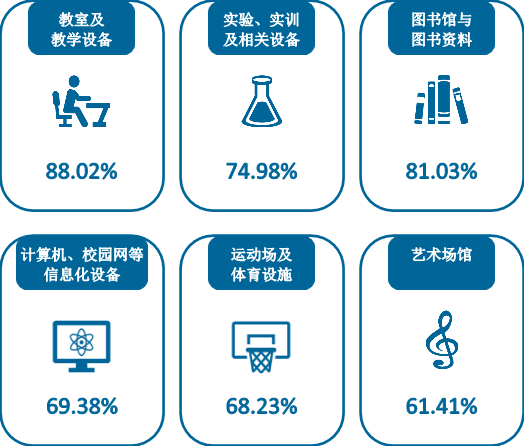 教室及
教学设备
88.02%
实验、实训
及相关设备
74.98%
图书馆与
图书资料
81.03%
计算机、校园网等
信息化设备
69.38%
运动场及
体育设施
68.23%
艺术场馆
61.41%